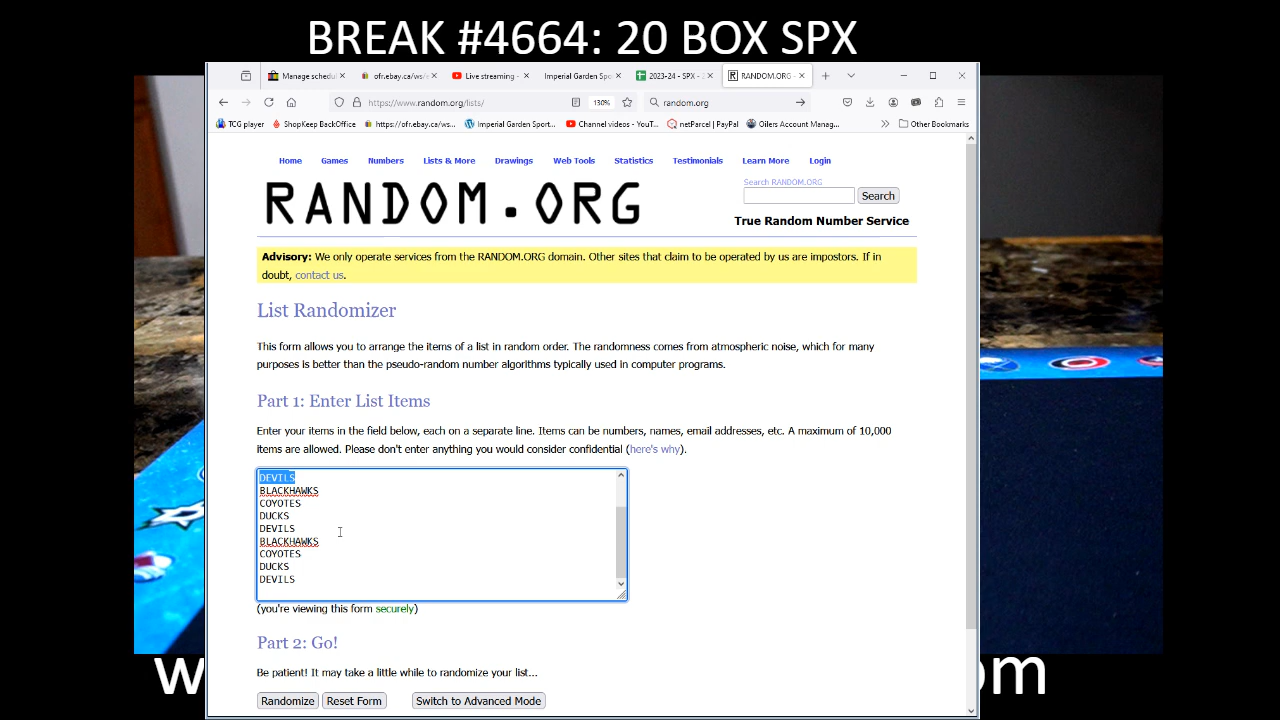 BREAK #4664: 20 BOX SPX
Manage schedul
ofr.ebay.ca/ws/e
Live streaming -
Imperial Garden Spo
2023-24 - SPX - 2
RANDOM.ORG -
https://www.random.org/lists/
130%
random.org
TCG player
ShopKeep BackOffice
https://ofr.ebay.ca/ws...
Imperial Garden Sport...
Channel videos - YouT...
netParcel | PayPal
Oilers Account Manag...
Other Bookmarks
Home Games Numbers Lists & More Drawings Web Tools Statistics Testimonials Learn More Login
RANDOM.ORG
Search RANDOM.ORG
Search
True Random Number Service
Advisory: We only operate services from the RANDOM.ORG domain. Other sites that claim to be operated by us are impostors. If in
doubt, contact us.
List Randomizer
This form allows you to arrange the items of a list in random order. The randomness comes from atmospheric noise, which for many
purposes is better than the pseudo-random number algorithms typically used in computer programs.
Part 1: Enter List Items
Enter your items in the field below, each on a separate line. Items can be numbers, names, email addresses, etc. A maximum of 10,000
items are allowed. Please don't enter anything you would consider confidential (here's why).
DEVILS
BLACKHAWKS
COYOTES
DUCKS
DEVILS
BLACKHAWKS
COYOTES
DUCKS
DEVILS
(you're viewing this form securely)
Part 2: Go!
Be patient! It may take a little while to randomize your list...
Randomize Reset Form Switch to Advanced Mode